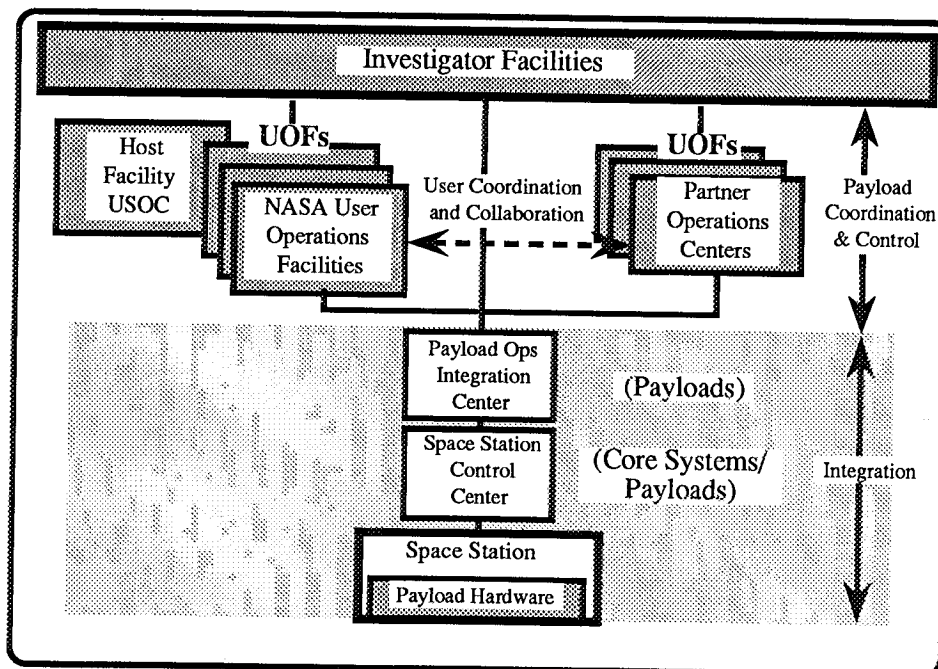 Investigator Facilities
UOFs
UOFs
Host
Facility
USOC
NASA User
Operations
Facilities
User Coordination
and Collaboration
Partner
Operations
Centers
Payload
Coordination
& Control
Payload Ops
Integration
Center
(Payloads)
Space Station
Control
Center
(Core Systems/
Payloads)
Integration
Space Station
Payload Hardware